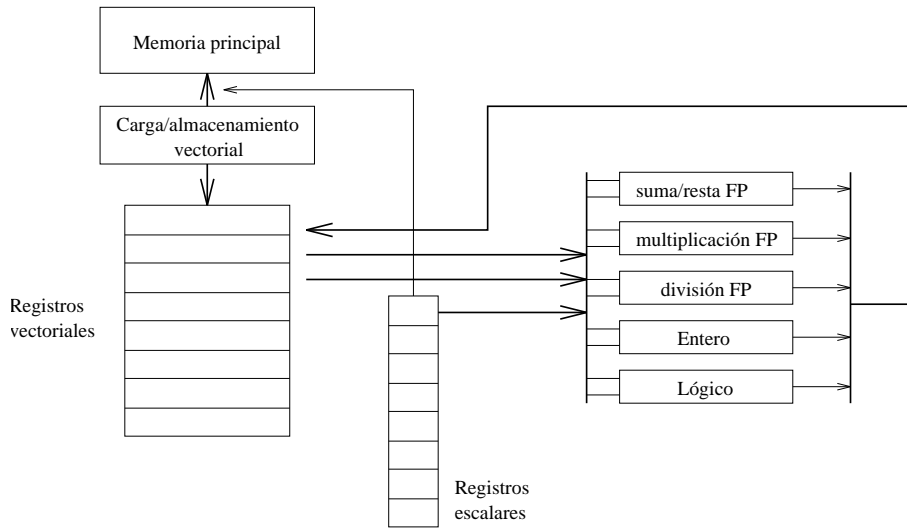 Memoria principal
Carga/almacenamiento
vectorial
suma/resta FP
multiplicación FP
división FP
Entero
Lógico
Registros
vectoriales
Registros
escalares